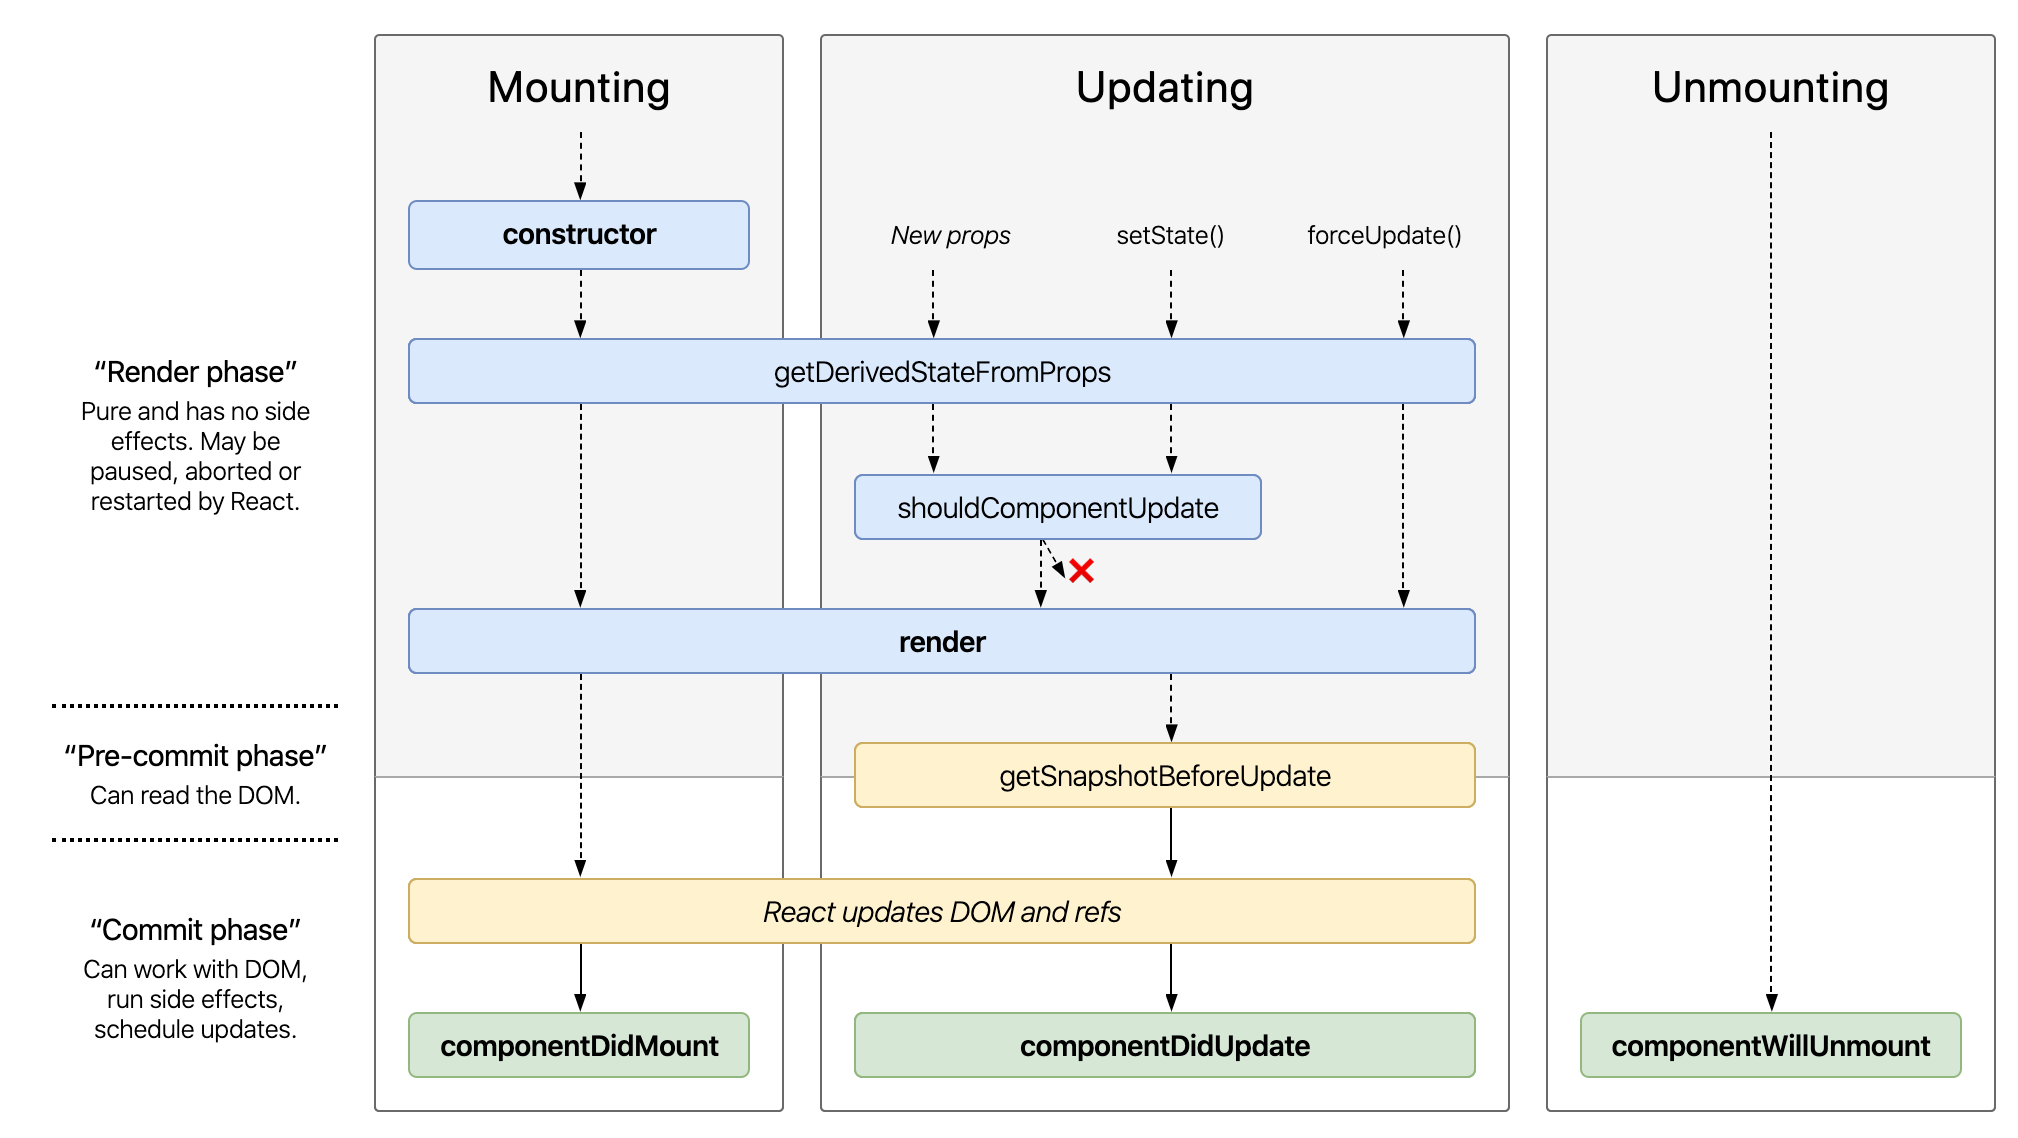 Mounting
Updating
Unmounting
constructor
New props
setState()
forceUpdate()
“Render phase”
Pure and has no side
effects. May be
paused, aborted or
restarted by React.
getDerivedStateFromProps
shouldComponentUpdate
render
“Pre-commit phase”
Can read the DOM.
getSnapshotBeforeUpdate
“Commit phase”
Can work with DOM,
run side effects,
schedule updates.
React updates DOM and refs
componentDidMount
componentDidUpdate
componentWillUnmount